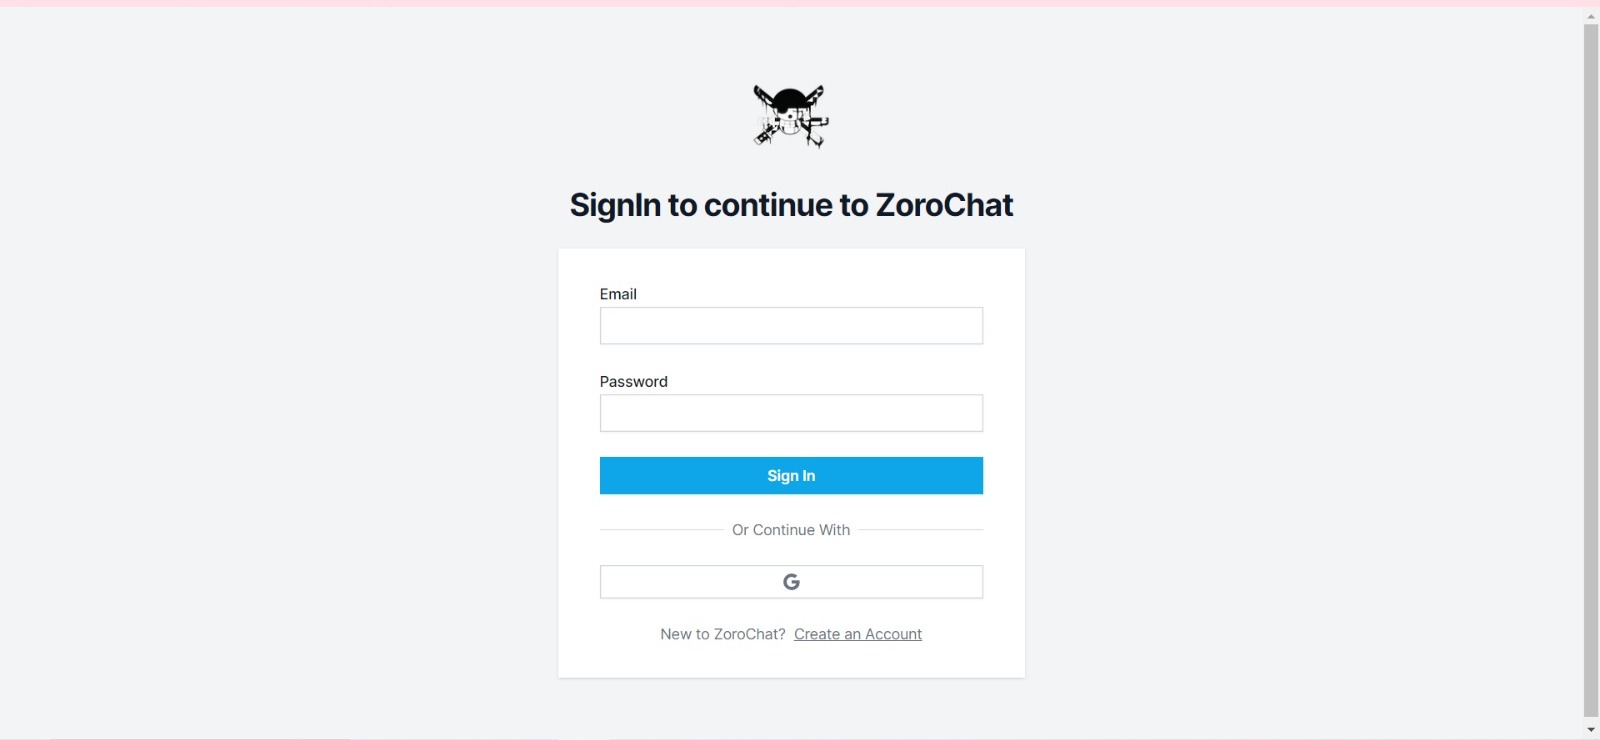 SignIn to continue to ZoroChat
Email
Password
Sign In
Or Continue With
G
New to ZoroChat? Create an Account